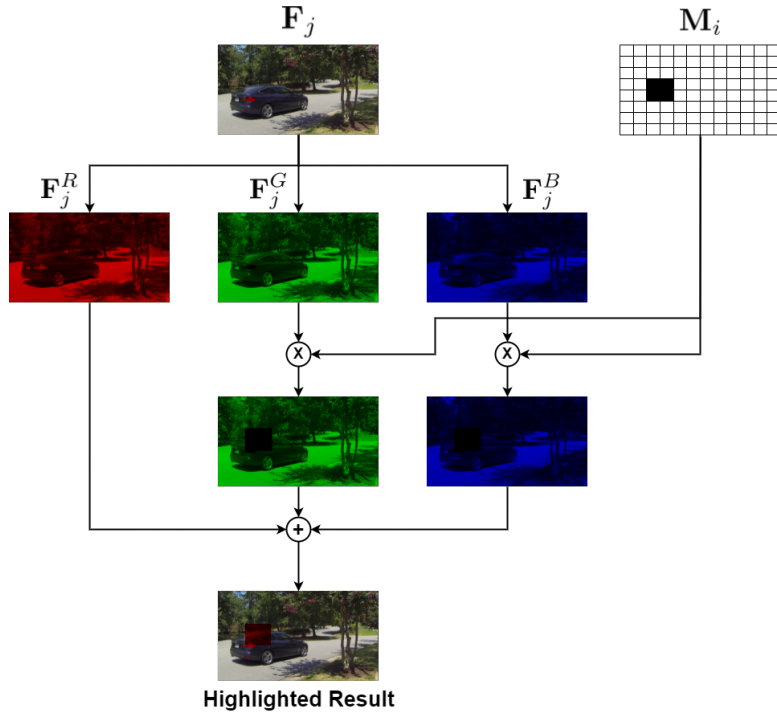 F_j
M_i
F_j^R
F_j^G
F_j^B
X
X
+
Highlighted Result